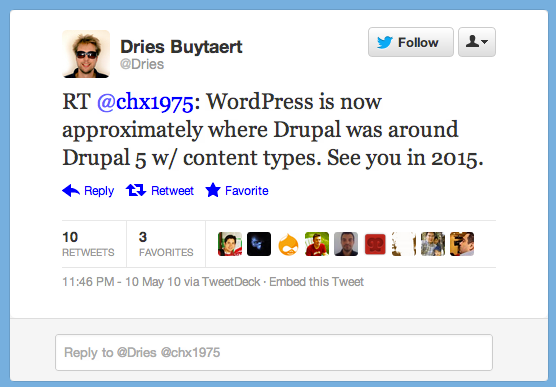 Dries Buytaert
@Dries
Follow
RT @chx1975: WordPress is now
approximately where Drupal was around
Drupal 5 w/ content types. See you in 2015.
Reply Retweet Favorite
10 3
RETWEETS FAVORITES
11:46 PM - 10 May 10 via TweetDeck · Embed this Tweet
Reply to @Dries @chx1975